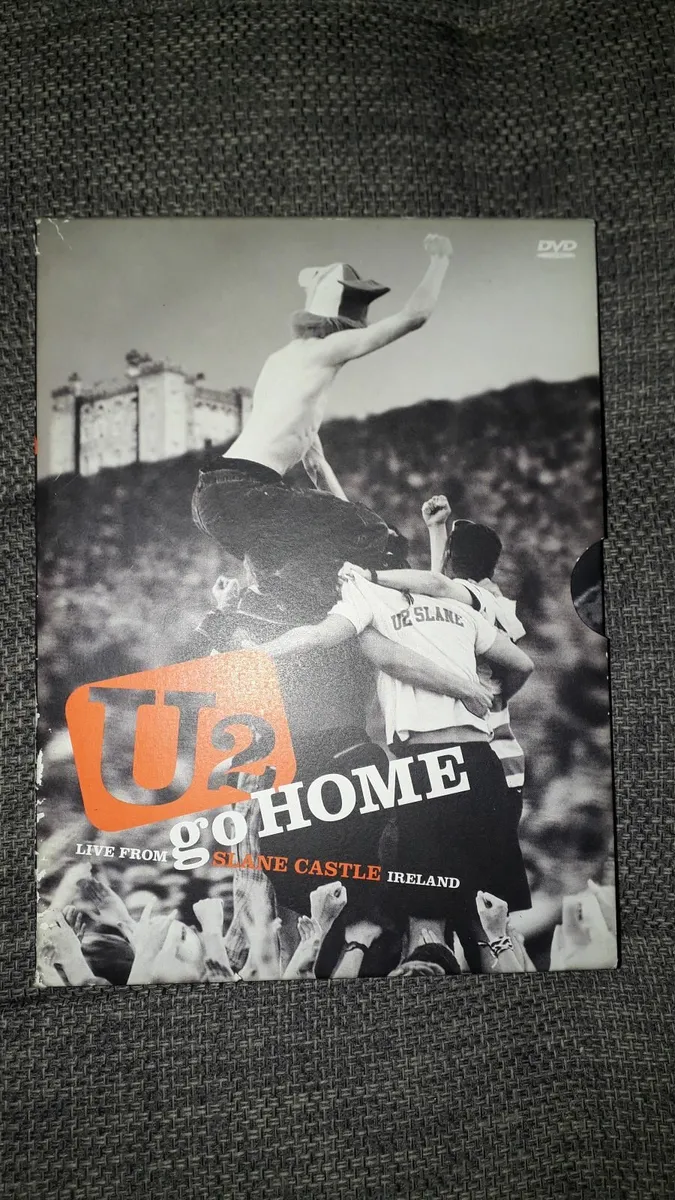 DVD
U2 SLANE
U2
go HOME
LIVE FROM SLANE CASTLE IRELAND